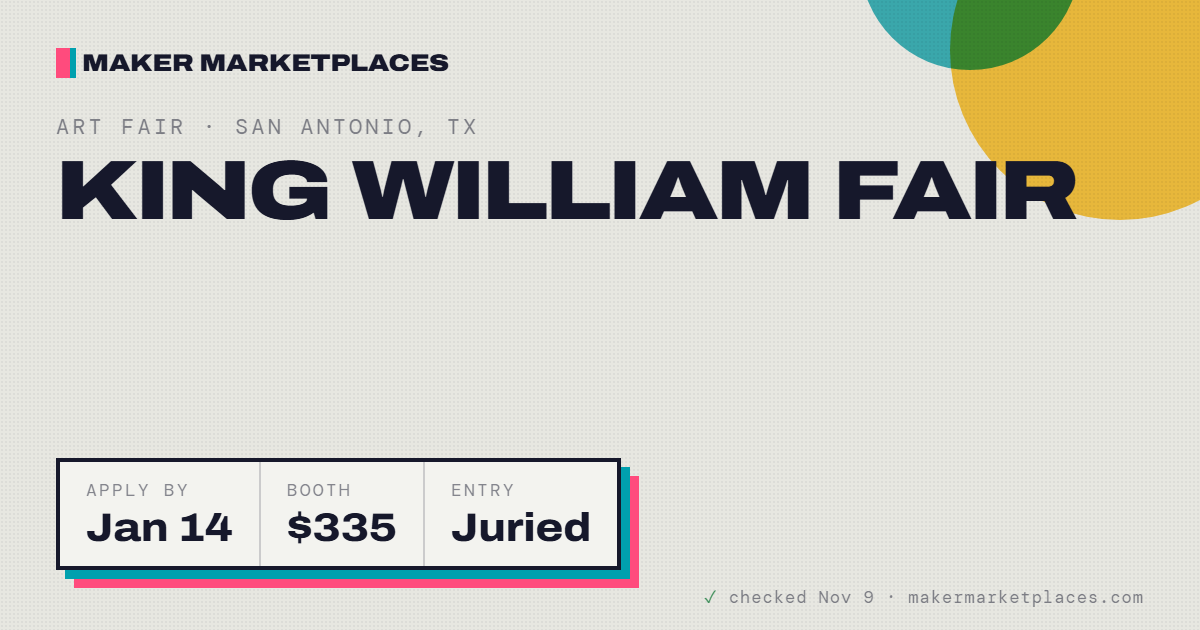 MAKER MARKETPLACES
ART FAIR · SAN ANTONIO, TX
KING WILLIAM FAIR
APPLY BY BOOTH ENTRY
Jan 14 $335 Juried
✓ checked Nov 9 · makermarketplaces.com